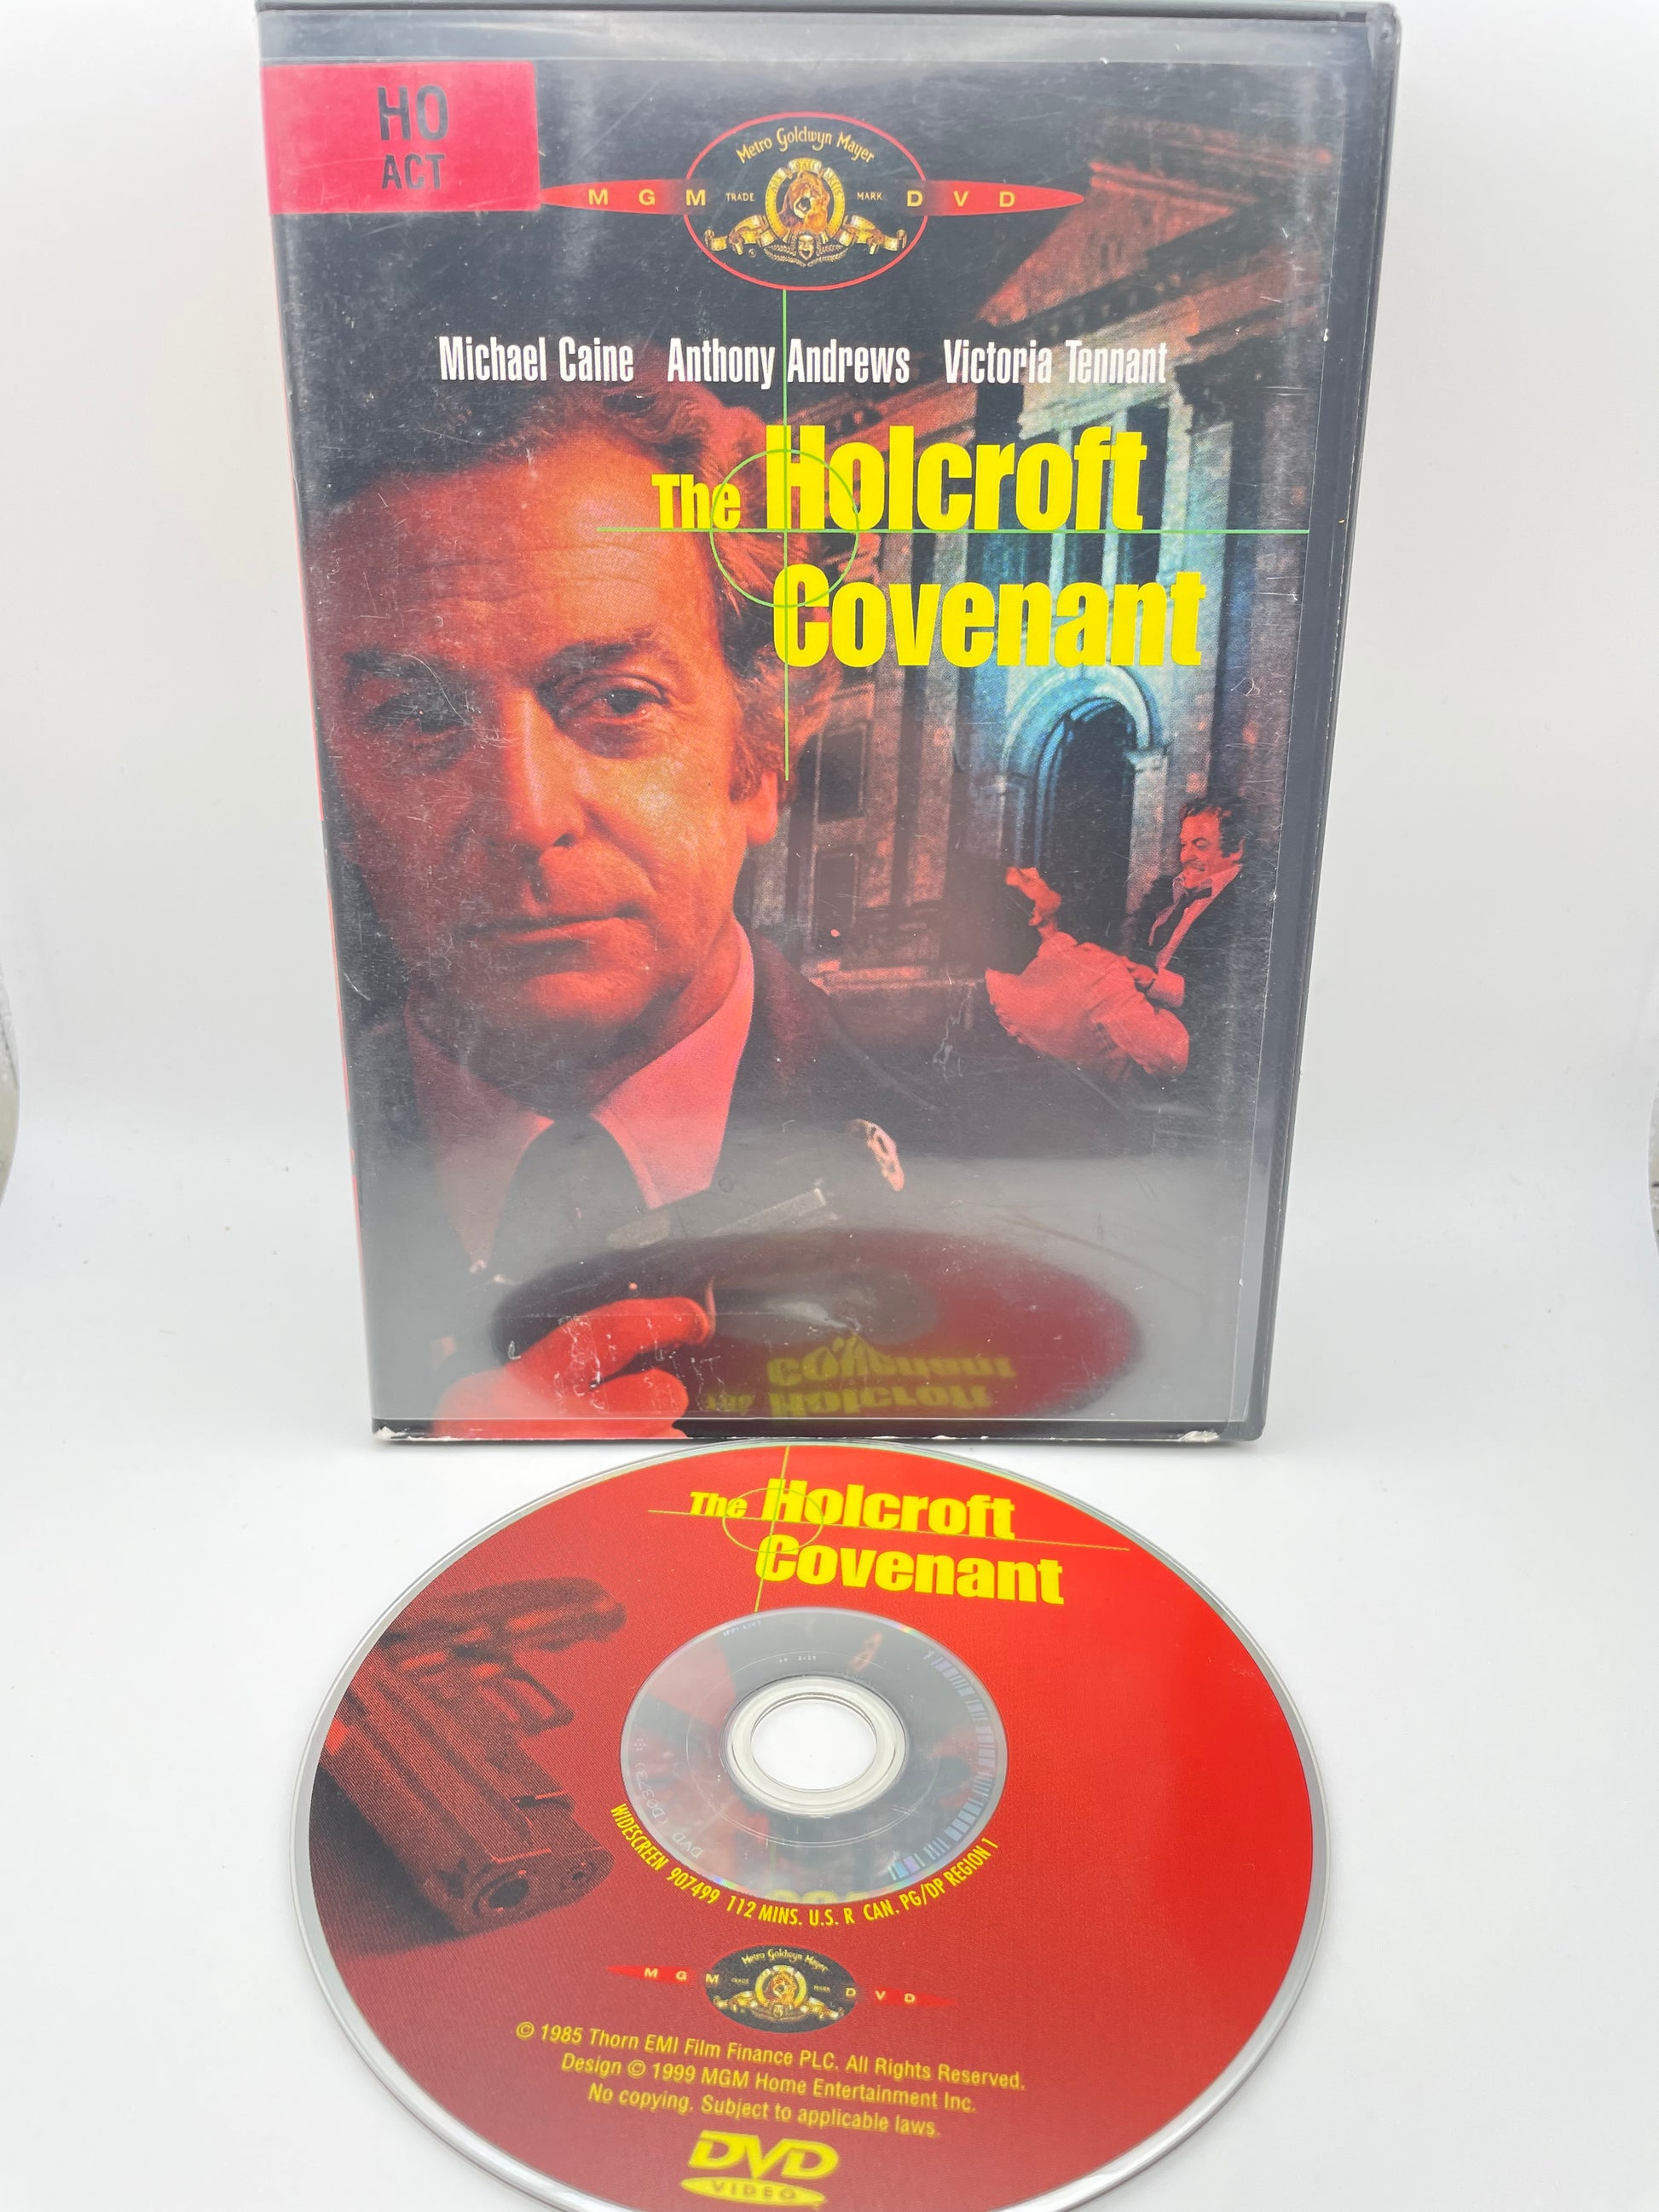 HO
ACT
Metro Goldwyn Mayer
MGM TRADE MARK DVD
Michael Caine Anthony Andrews Victoria Tennant
The Holcroft
Covenant
The Holcroft
Covenant
WIDESCREEN 907499 112 MINS. U.S. R CAN. PG/DP REGION 1
Metro Goldwyn Mayer
MGM DVD
© 1985 Thorn EMI Film Finance PLC. All Rights Reserved.
Design © 1999 MGM Home Entertainment Inc.
No copying. Subject to applicable laws.
DVD
VIDEO